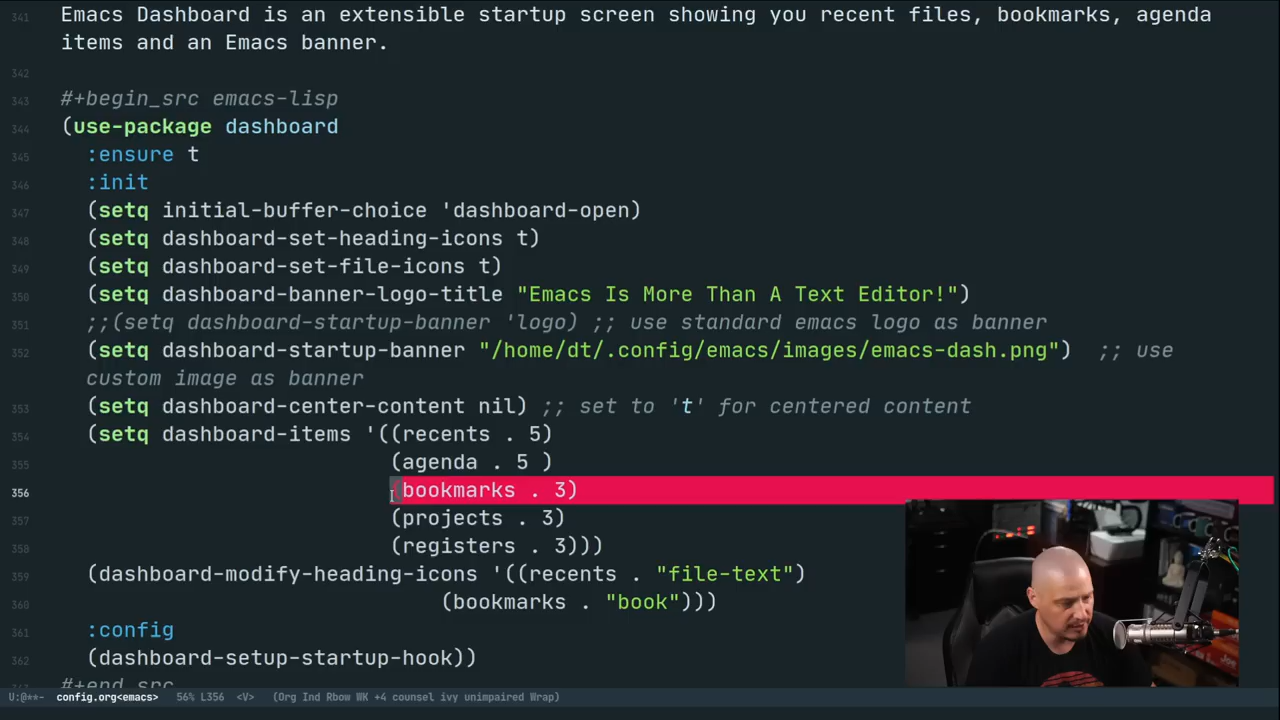 341 Emacs Dashboard is an extensible startup screen showing you recent files, bookmarks, agenda
items and an Emacs banner.
342
343 #+begin_src emacs-lisp
344 (use-package dashboard
345 :ensure t
346 :init
347 (setq initial-buffer-choice 'dashboard-open)
348 (setq dashboard-set-heading-icons t)
349 (setq dashboard-set-file-icons t)
350 (setq dashboard-banner-logo-title "Emacs Is More Than A Text Editor!")
351 ;;(setq dashboard-startup-banner 'logo) ;; use standard emacs logo as banner
352 (setq dashboard-startup-banner "/home/dt/.config/emacs/images/emacs-dash.png") ;; use
custom image as banner
353 (setq dashboard-center-content nil) ;; set to 't' for centered content
354 (setq dashboard-items '((recents . 5)
355 (agenda . 5 )
356 (bookmarks . 3)
357 (projects . 3)
358 (registers . 3)))
359 (dashboard-modify-heading-icons '((recents . "file-text")
360 (bookmarks . "book")))
361 :config
362 (dashboard-setup-startup-hook))
#+end_src
U:@**- config.org<emacs> 56% L356 <V> (Org Ind Rbow WK +4 counsel ivy unimpaired Wrap)